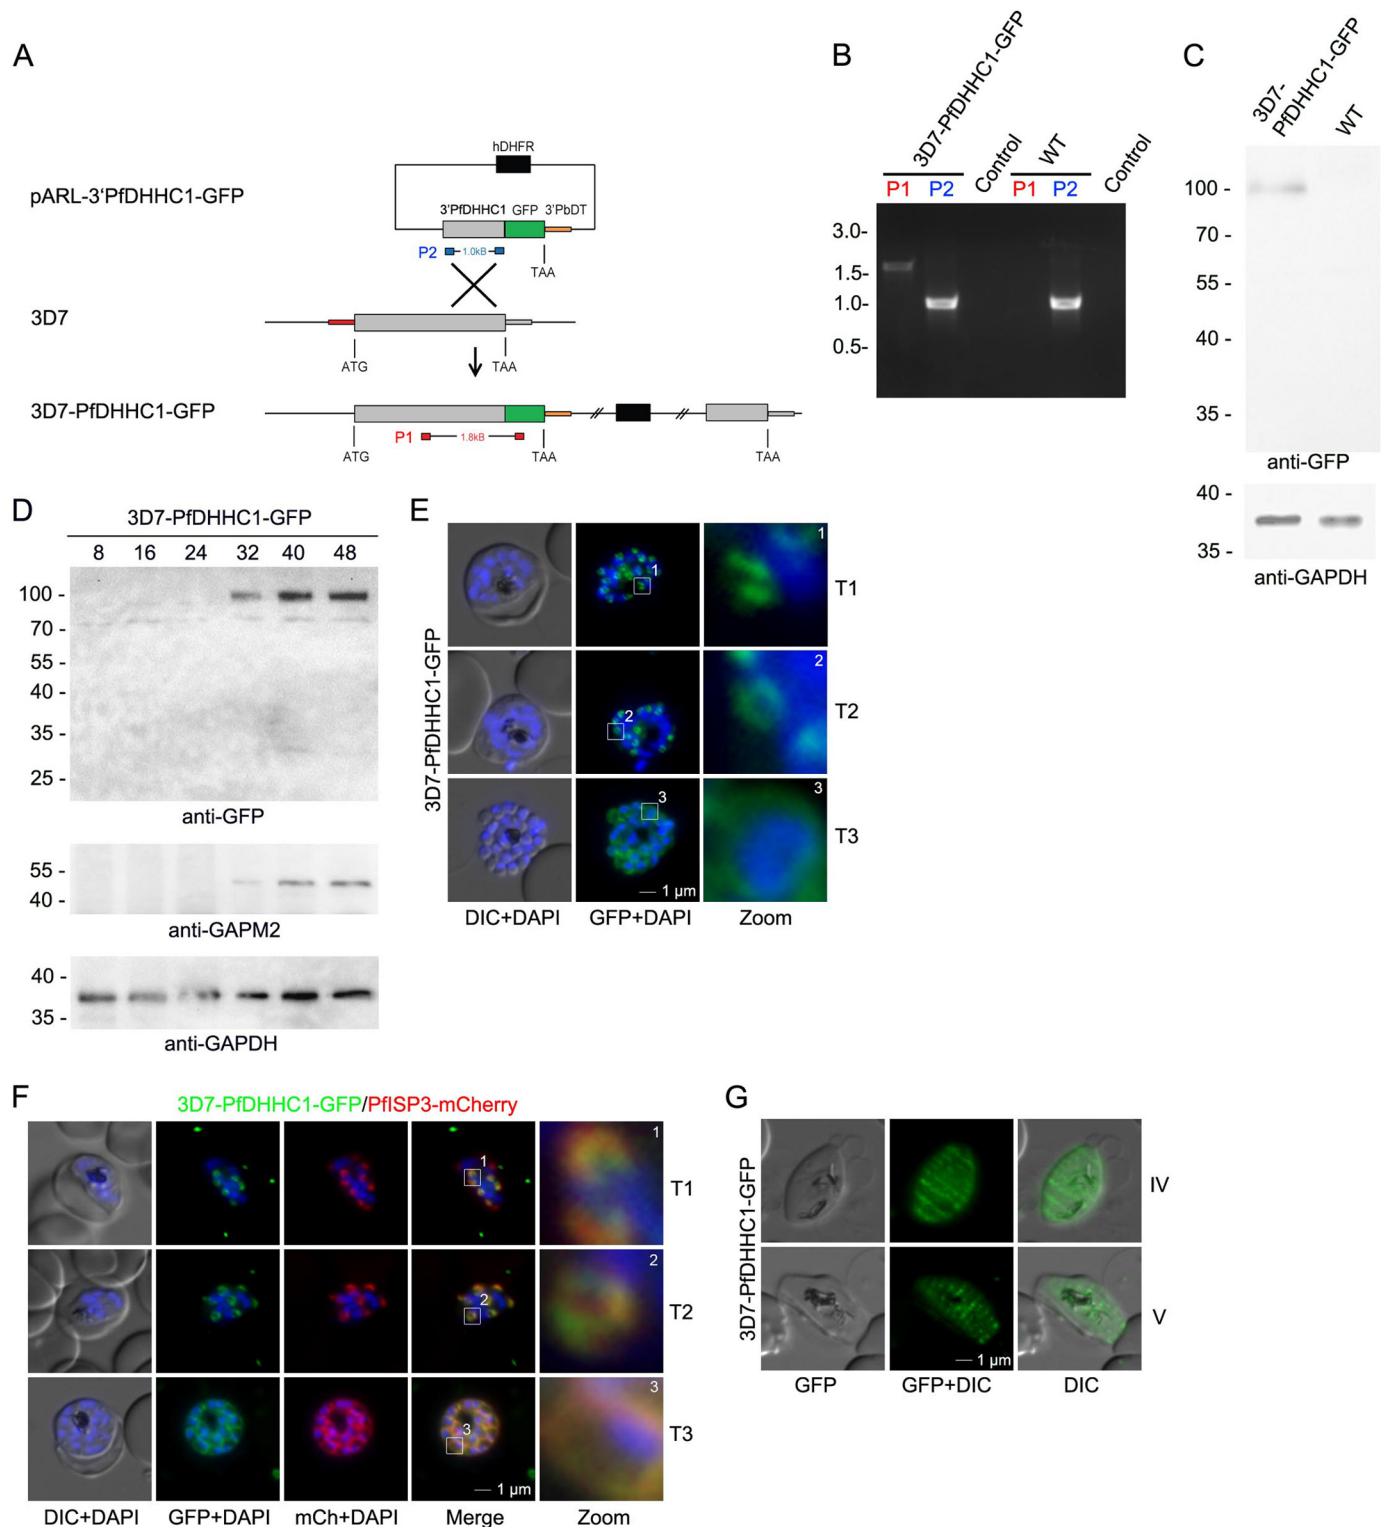 A
pARL-3'PfDHHC1-GFP
hDHFR
3'PfDHHC1 GFP 3'PbDT
P2 1.0kB
TAA
3D7
ATG TAA
3D7-PfDHHC1-GFP
P1 1.8kB
ATG TAA TAA
B
3D7-PfDHHC1-GFP
Control
WT
Control
P1 P2 P1 P2
3.0-
1.5-
1.0-
0.5-
C
3D7-
PfDHHC1-GFP
WT
100 -
70 -
55 -
40 -
35 -
anti-GFP
40 -
35 -
anti-GAPDH
D
3D7-PfDHHC1-GFP
8 16 24 32 40 48
100 -
70 -
55 -
40 -
35 -
25 -
anti-GFP
55 -
40 -
anti-GAPM2
40 -
35 -
anti-GAPDH
E
3D7-PfDHHC1-GFP
1 1 T1
2 2 T2
3 3 T3
1 µm
DIC+DAPI GFP+DAPI Zoom
F
3D7-PfDHHC1-GFP/PfISP3-mCherry
1 1 T1
2 2 T2
3 3 T3
1 µm
DIC+DAPI GFP+DAPI mCh+DAPI Merge Zoom
G
3D7-PfDHHC1-GFP
IV
V
1 µm
GFP GFP+DIC DIC